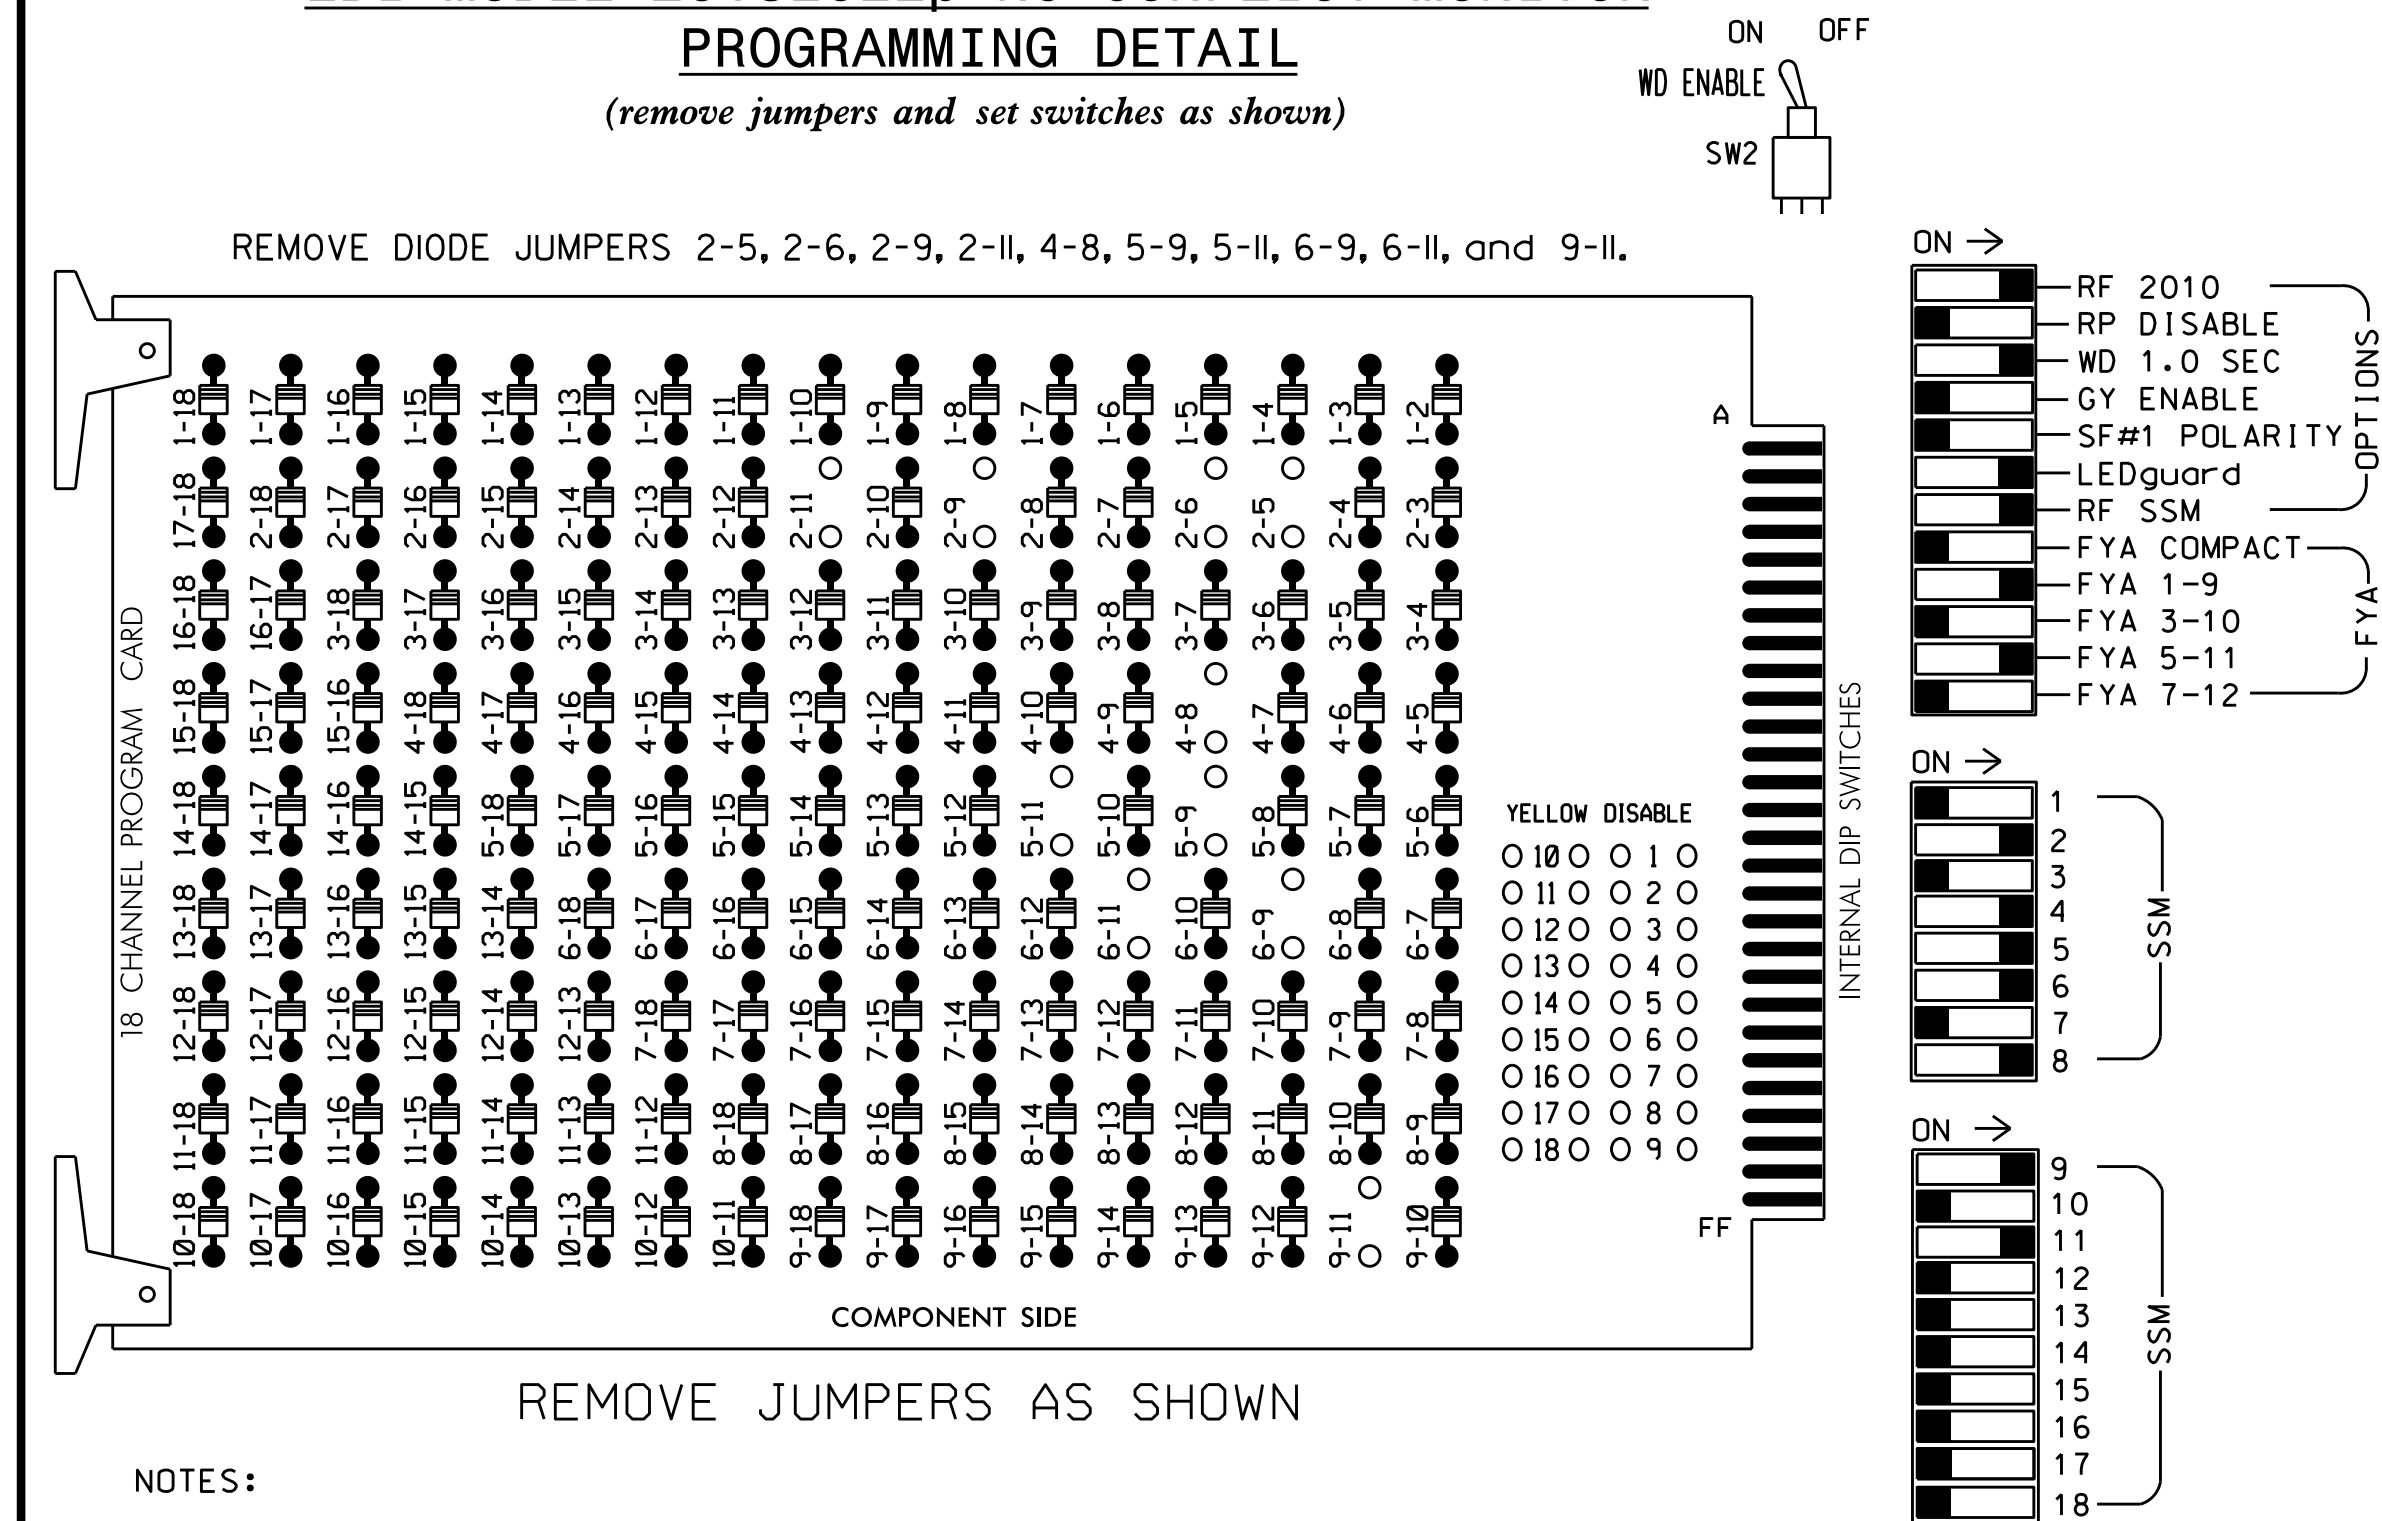 PROGRAMMING DETAIL
(remove jumpers and set switches as shown)
ON OFF
WD ENABLE
SW2
REMOVE DIODE JUMPERS 2-5, 2-6, 2-9, 2-11, 4-8, 5-9, 5-11, 6-9, 6-11, and 9-11.
18 CHANNEL PROGRAM CARD
1-18 1-17 1-16 1-15 1-14 1-13 1-12 1-11 1-10 1-9 1-8 1-7 1-6 1-5 1-4 1-3 1-2
17-18 2-18 2-17 2-16 2-15 2-14 2-13 2-12 2-11 2-10 2-9 2-8 2-7 2-6 2-5 2-4 2-3
16-18 16-17 3-18 3-17 3-16 3-15 3-14 3-13 3-12 3-11 3-10 3-9 3-8 3-7 3-6 3-5 3-4
15-18 15-17 15-16 4-18 4-17 4-16 4-15 4-14 4-13 4-12 4-11 4-10 4-9 4-8 4-7 4-6 4-5
14-18 14-17 14-16 14-15 5-18 5-17 5-16 5-15 5-14 5-13 5-12 5-11 5-10 5-9 5-8 5-7 5-6
13-18 13-17 13-16 13-15 13-14 6-18 6-17 6-16 6-15 6-14 6-13 6-12 6-11 6-10 6-9 6-8 6-7
12-18 12-17 12-16 12-15 12-14 12-13 7-18 7-17 7-16 7-15 7-14 7-13 7-12 7-11 7-10 7-9 7-8
11-18 11-17 11-16 11-15 11-14 11-13 11-12 8-18 8-17 8-16 8-15 8-14 8-13 8-12 8-11 8-10 8-9
10-18 10-17 10-16 10-15 10-14 10-13 10-12 10-11 9-18 9-17 9-16 9-15 9-14 9-13 9-12 9-11 9-10
A
YELLOW DISABLE
10 1
11 2
12 3
13 4
14 5
15 6
16 7
17 8
18 9
FF
COMPONENT SIDE
INTERNAL DIP SWITCHES
REMOVE JUMPERS AS SHOWN
NOTES:
ON →
RF 2010
RP DISABLE
WD 1.0 SEC
GY ENABLE
SF#1 POLARITY
LEDguard
RF SSM
OPTIONS
FYA COMPACT
FYA 1-9
FYA 3-10
FYA 5-11
FYA 7-12
FYA
ON →
1
2
3
4
5
6
7
8
SSM
ON →
9
10
11
12
13
14
15
16
17
18
SSM